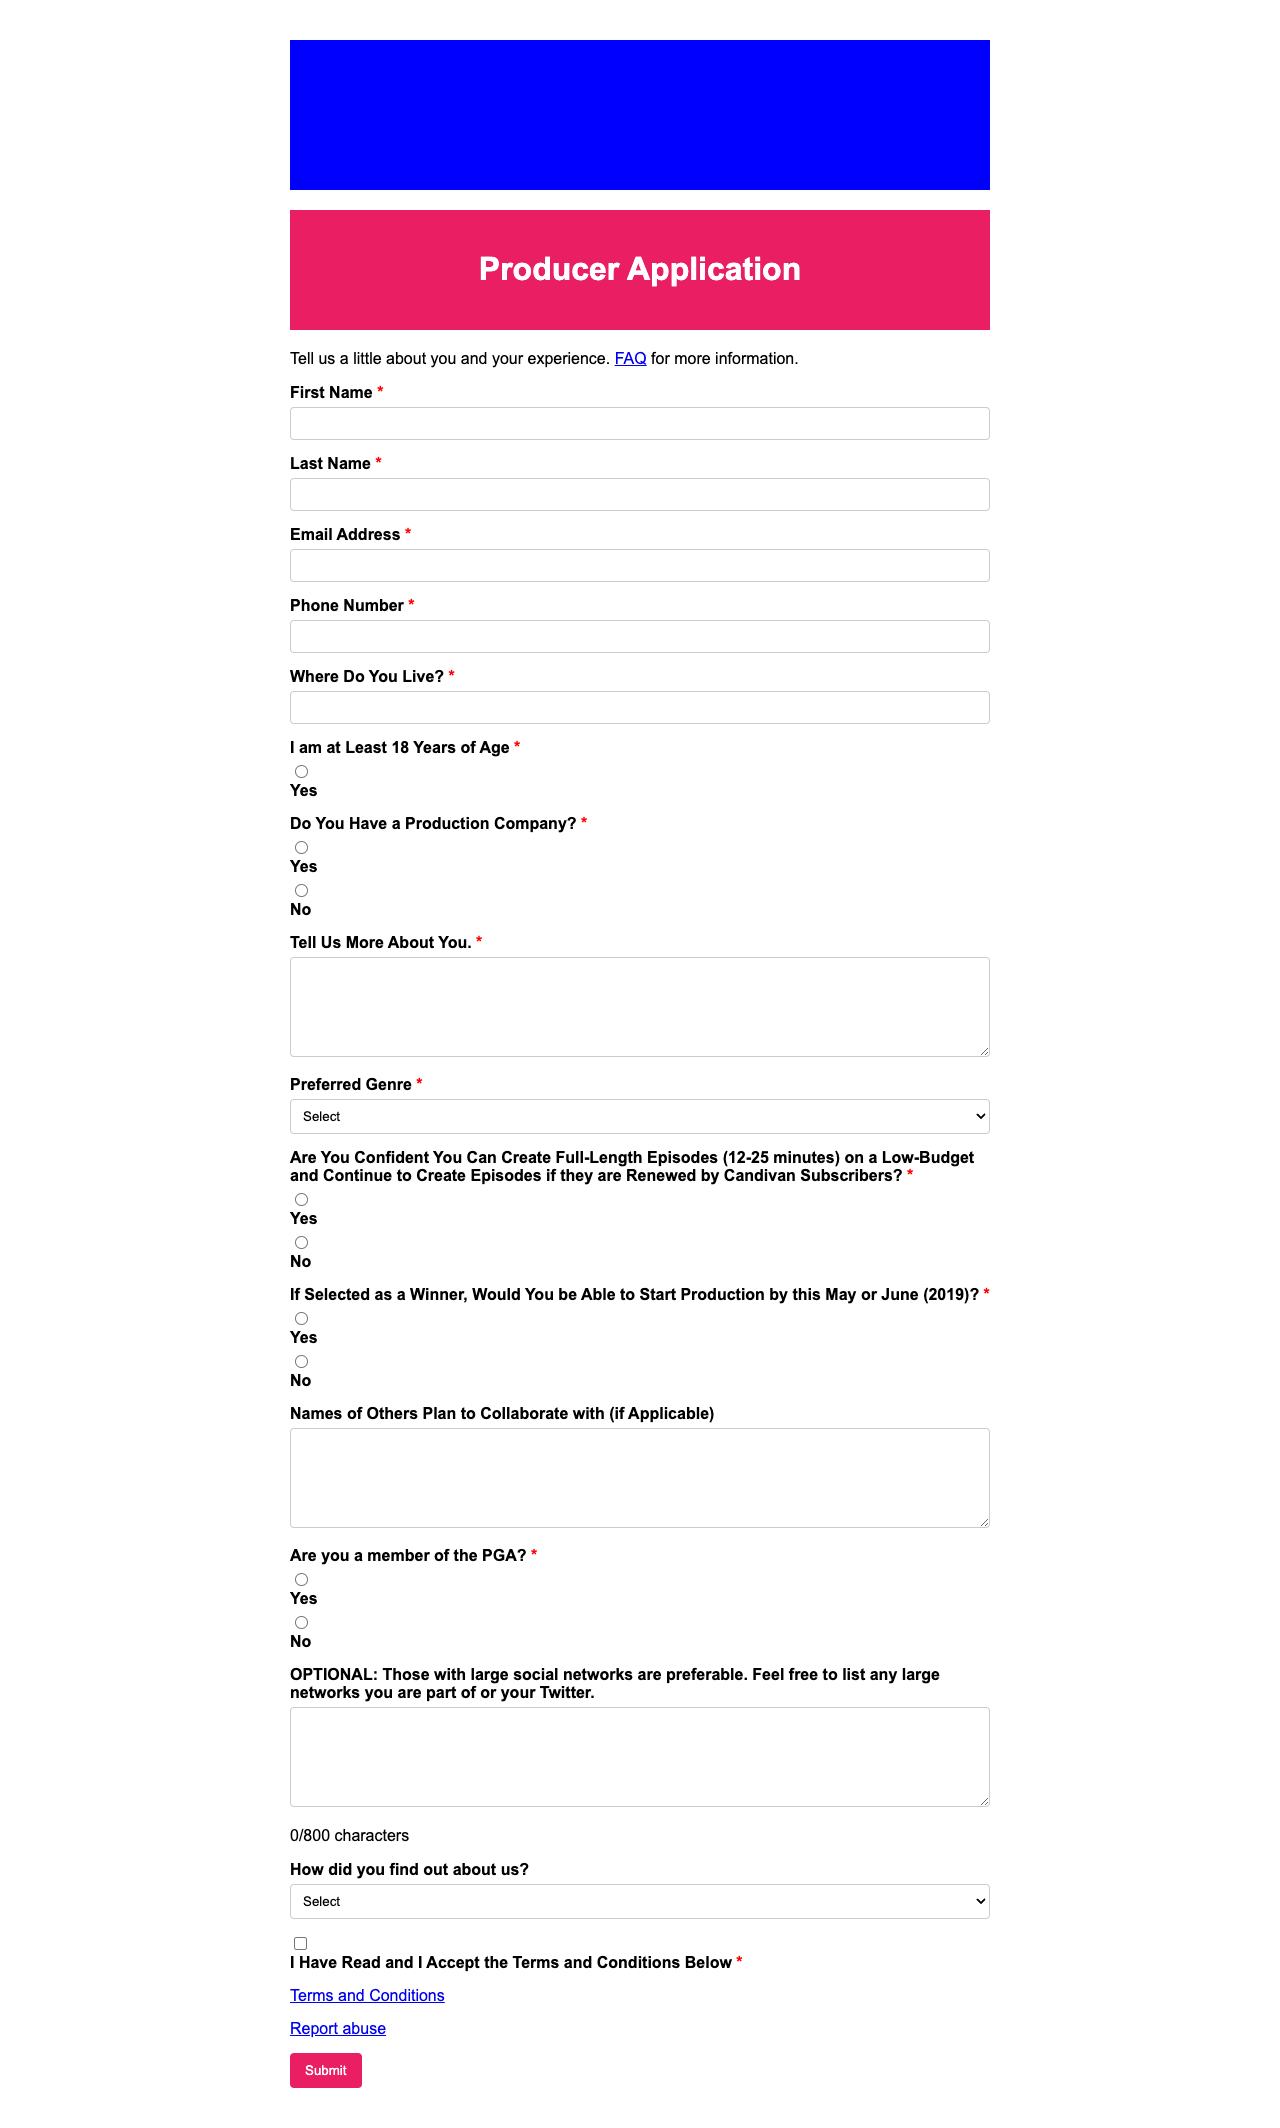 Producer Application
Tell us a little about you and your experience. FAQ for more information.
First Name *
Last Name *
Email Address *
Phone Number *
Where Do You Live? *
I am at Least 18 Years of Age *
Yes
Do You Have a Production Company? *
Yes
No
Tell Us More About You. *
Preferred Genre *
Select
Are You Confident You Can Create Full-Length Episodes (12-25 minutes) on a Low-Budget
and Continue to Create Episodes if they are Renewed by Candivan Subscribers? *
Yes
No
If Selected as a Winner, Would You be Able to Start Production by this May or June (2019)? *
Yes
No
Names of Others Plan to Collaborate with (if Applicable)
Are you a member of the PGA? *
Yes
No
OPTIONAL: Those with large social networks are preferable. Feel free to list any large
networks you are part of or your Twitter.
0/800 characters
How did you find out about us?
Select
I Have Read and I Accept the Terms and Conditions Below *
Terms and Conditions
Report abuse
Submit